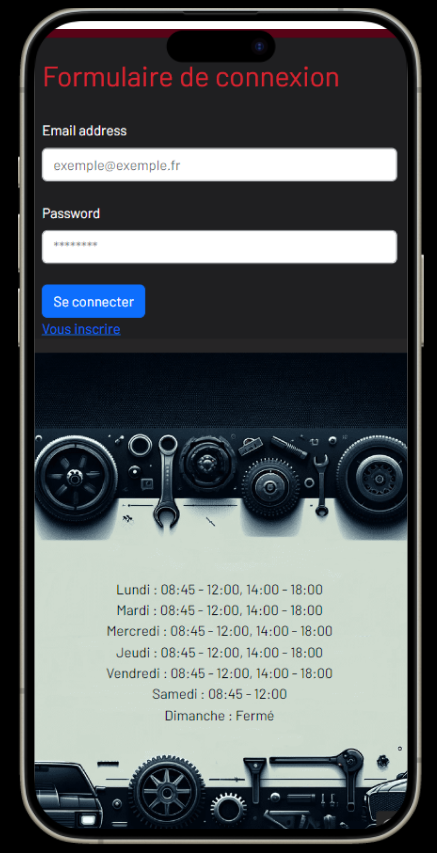 Formulaire de connexion
Email address
exemple@exemple.fr
Password
********
Se connecter
Vous inscrire
Lundi : 08:45 - 12:00, 14:00 - 18:00
Mardi : 08:45 - 12:00, 14:00 - 18:00
Mercredi : 08:45 - 12:00, 14:00 - 18:00
Jeudi : 08:45 - 12:00, 14:00 - 18:00
Vendredi : 08:45 - 12:00, 14:00 - 18:00
Samedi : 08:45 - 12:00
Dimanche : Fermé